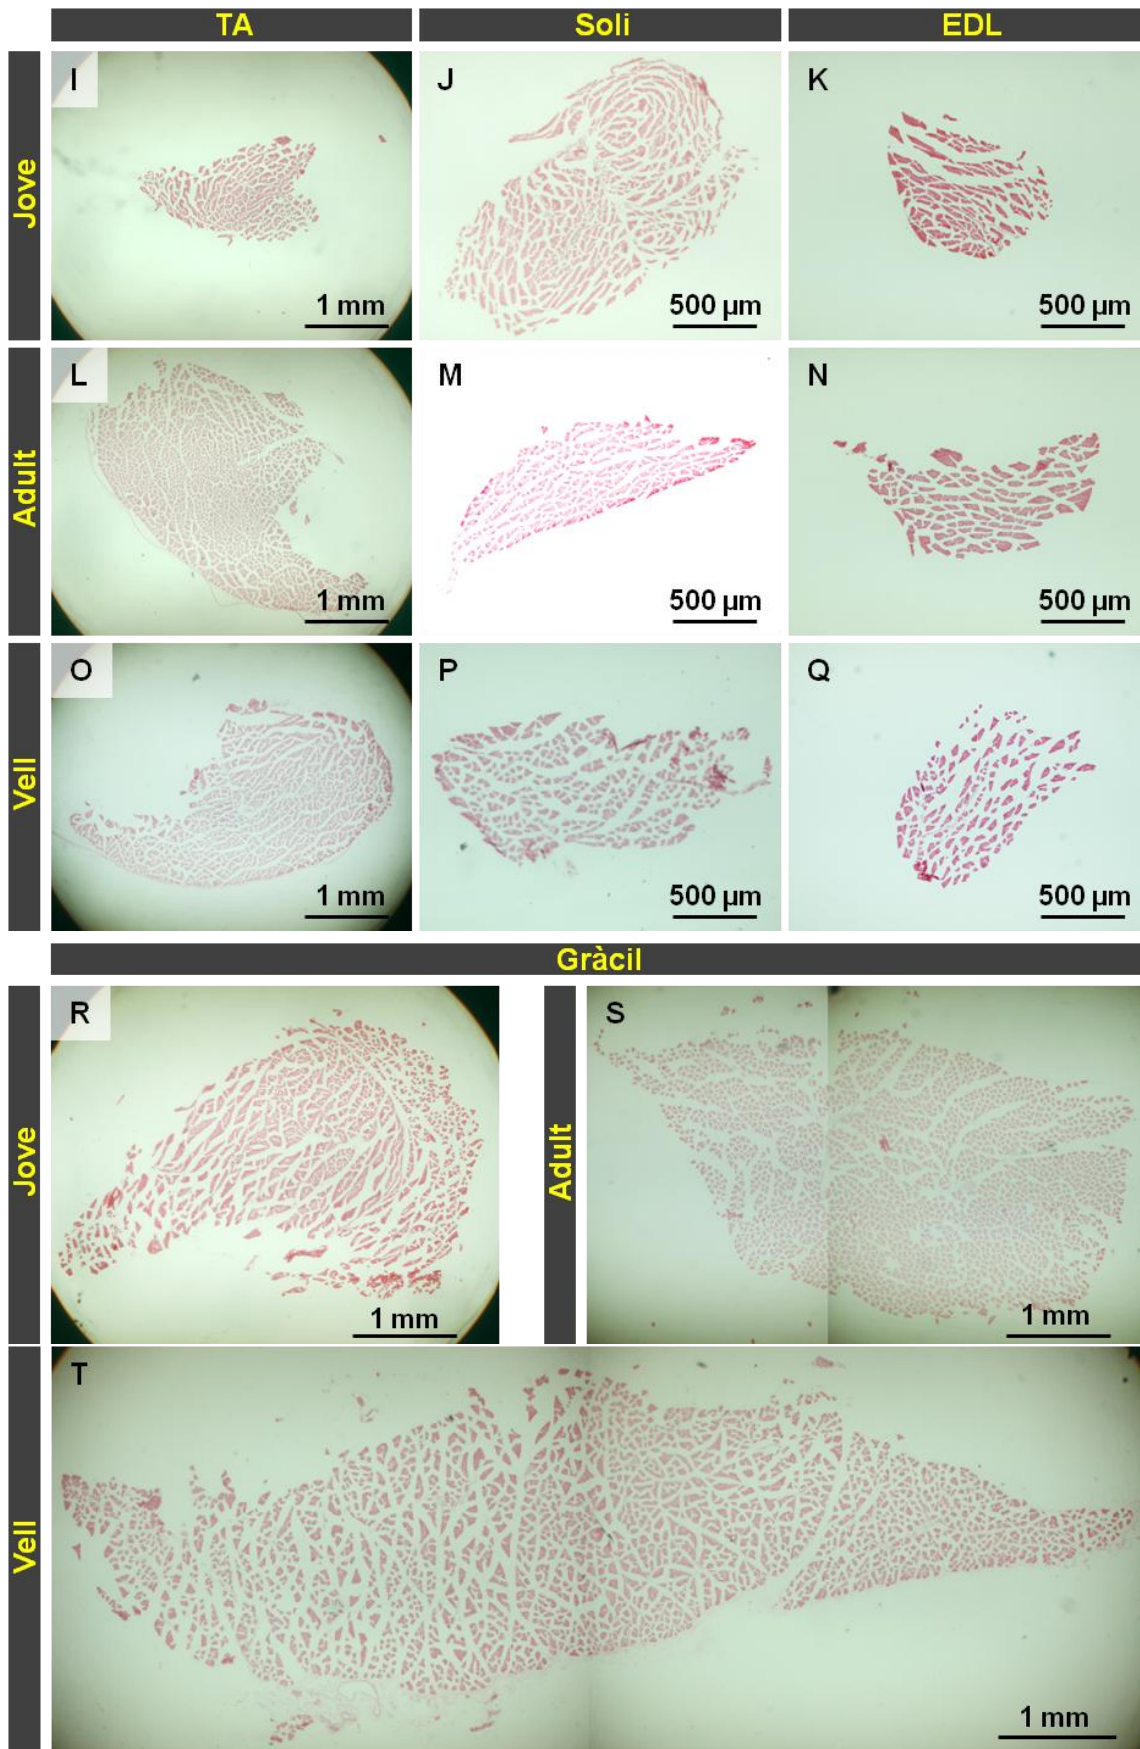 TA
Soli
EDL
Jove
I
1 mm
J
500 µm
K
500 µm
Adult
L
1 mm
M
500 µm
N
500 µm
Vell
O
1 mm
P
500 µm
Q
500 µm
Gràcil
Jove
R
1 mm
Adult
S
1 mm
Vell
T
1 mm